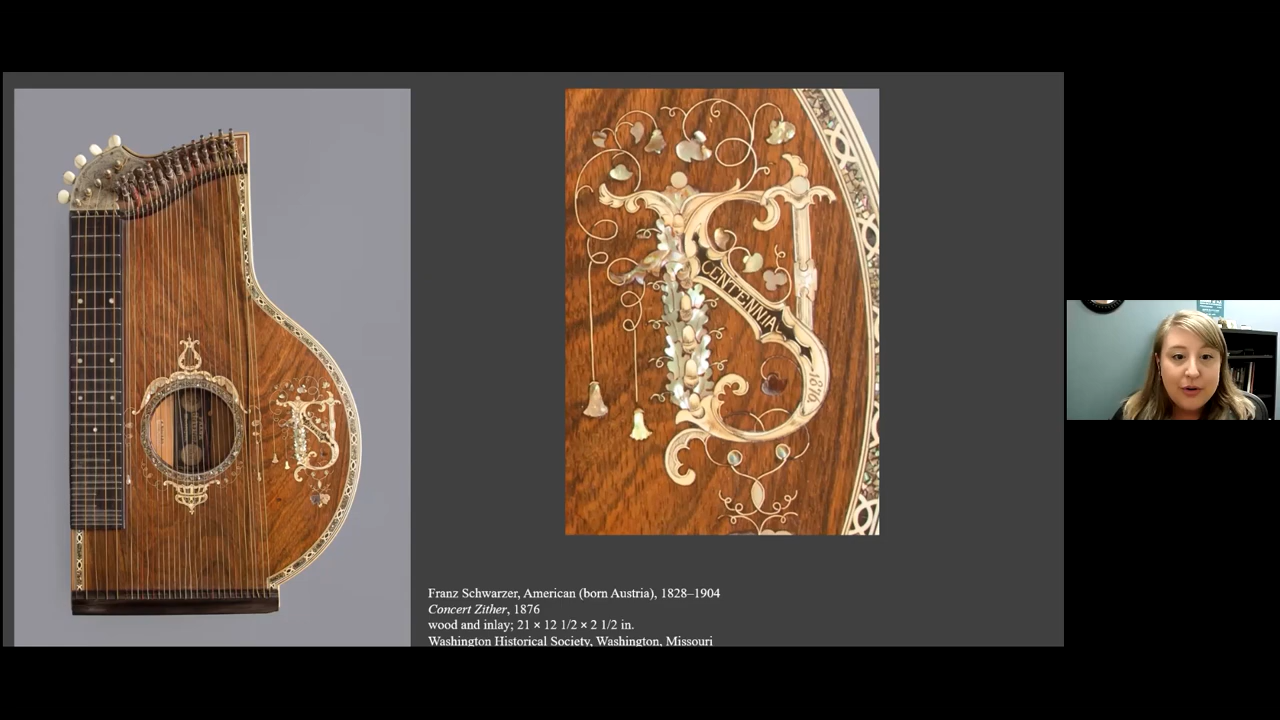 CENTENNIAL
1876
Franz Schwarzer, American (born Austria), 1828–1904
Concert Zither, 1876
wood and inlay; 21 × 12 1/2 × 2 1/2 in.
Washington Historical Society, Washington, Missouri